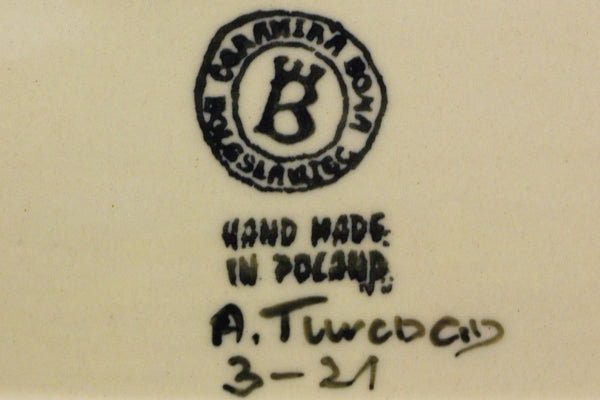 CERAMIKA BONA
BOLESLAWIEC
B
HAND MADE
IN POLAND
A.
3-21